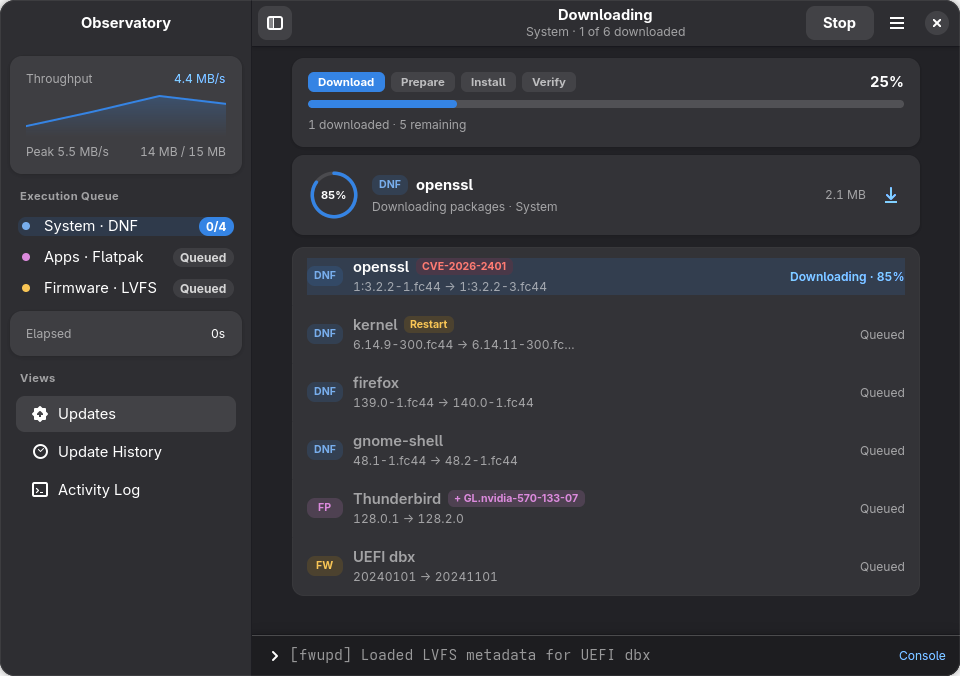 Observatory
Throughput 4.4 MB/s
Peak 5.5 MB/s 14 MB / 15 MB
Execution Queue
System · DNF 0/4
Apps · Flatpak Queued
Firmware · LVFS Queued
Elapsed 0s
Views
Updates
Update History
Activity Log
Downloading
System · 1 of 6 downloaded
Stop
Download Prepare Install Verify 25%
1 downloaded · 5 remaining
85% DNF openssl
Downloading packages · System
2.1 MB
DNF openssl CVE-2026-2401
1:3.2.2-1.fc44 → 1:3.2.2-3.fc44
Downloading · 85%
DNF kernel Restart
6.14.9-300.fc44 → 6.14.11-300.fc…
Queued
DNF firefox
139.0-1.fc44 → 140.0-1.fc44
Queued
DNF gnome-shell
48.1-1.fc44 → 48.2-1.fc44
Queued
FP Thunderbird + GL.nvidia-570-133-07
128.0.1 → 128.2.0
Queued
FW UEFI dbx
20240101 → 20241101
Queued
[fwupd] Loaded LVFS metadata for UEFI dbx
Console